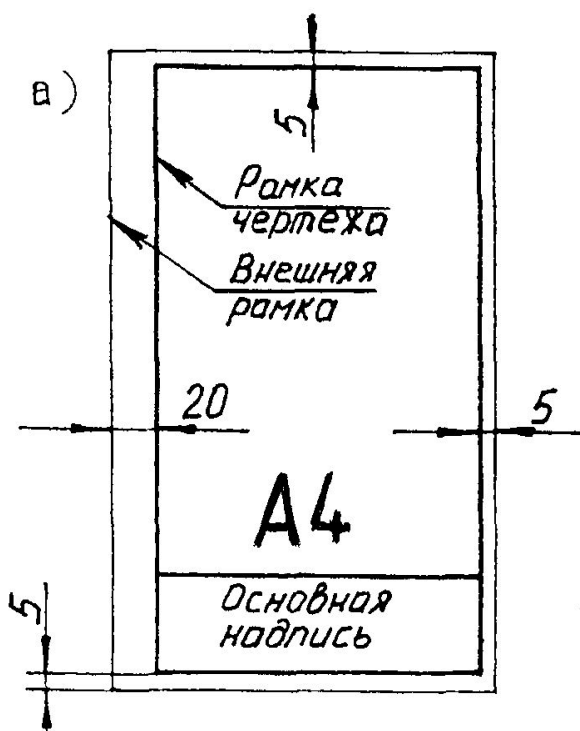 а)
5
Рамка
чертежа
Внешняя
рамка
20
5
А4
5
Основная
надпись